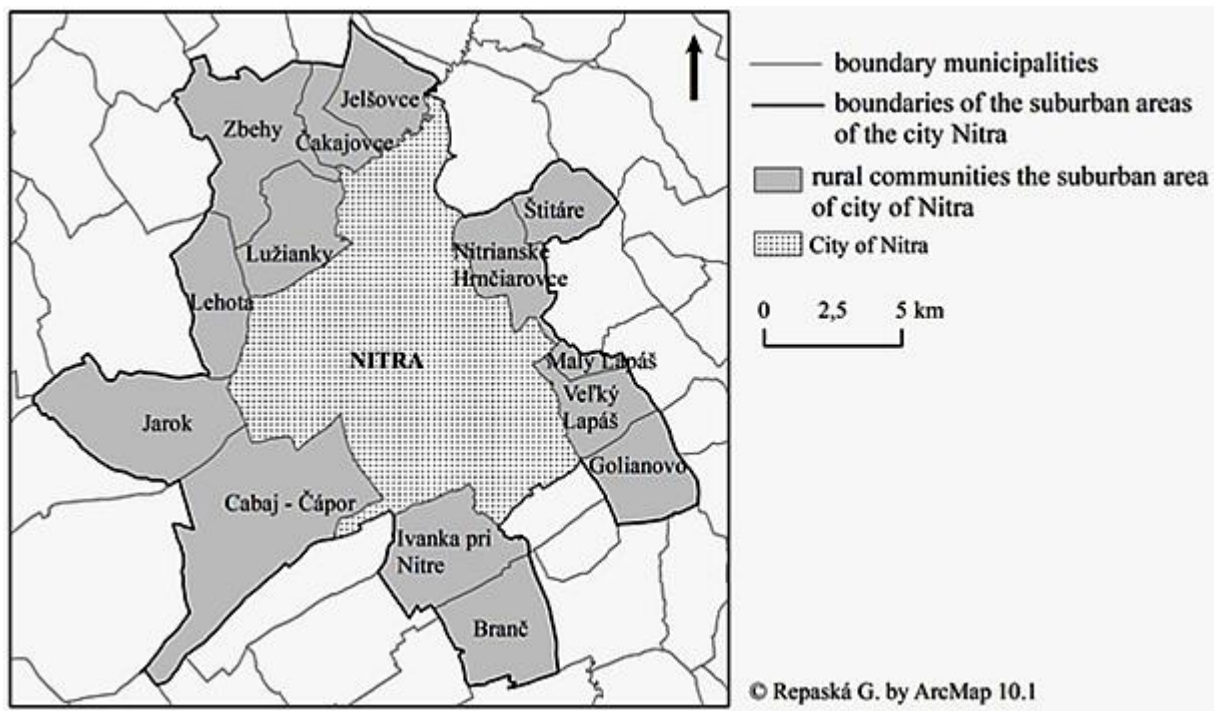 Jelšovce
Zbehy
Čakajovce
Štitáre
Nitrianske
Hrnčiarovce
Lužianky
Lehota
NITRA
Malý Lapáš
Veľký
Lapáš
Jarok
Golianovo
Cabaj - Čápor
Ivanka pri
Nitre
Branč
boundary municipalities
boundaries of the suburban areas
of the city Nitra
rural communities the suburban area
of city of Nitra
City of Nitra
0 2,5 5 km
© Repaská G. by ArcMap 10.1